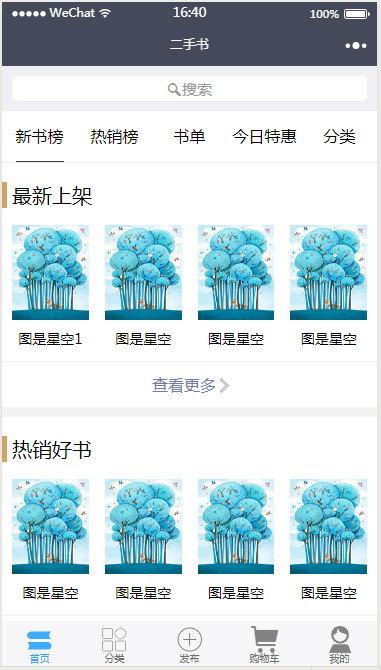 WeChat 16:40 100%
二手书
搜索
新书榜 热销榜 书单 今日特惠 分类
最新上架
图是星空1 图是星空 图是星空 图是星空
查看更多
热销好书
图是星空 图是星空 图是星空 图是星空
首页 分类 发布 购物车 我的